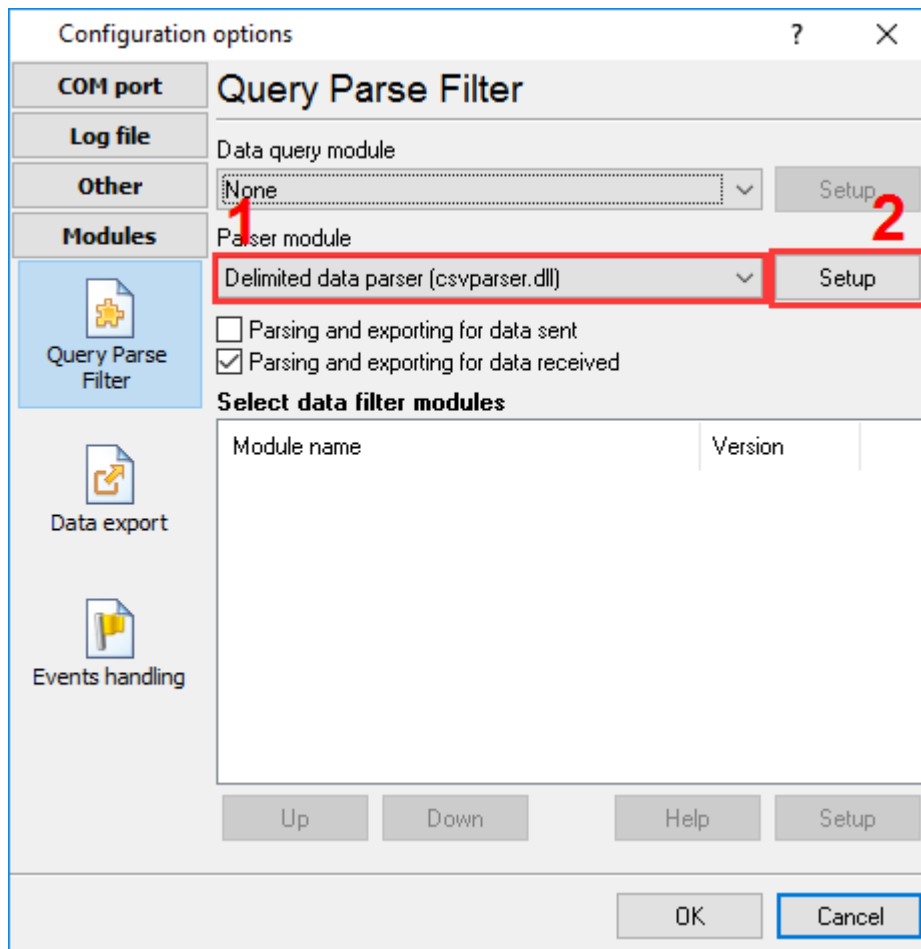 Configuration options
?
COM port
Log file
Other
Modules
Query Parse
Filter
Data export
Events handling
Query Parse Filter
Data query module
None
Setup
1
2
Parser module
Delimited data parser (csvparser.dll)
Setup
Parsing and exporting for data sent
Parsing and exporting for data received
Select data filter modules
Module name Version
Up Down Help Setup
OK Cancel